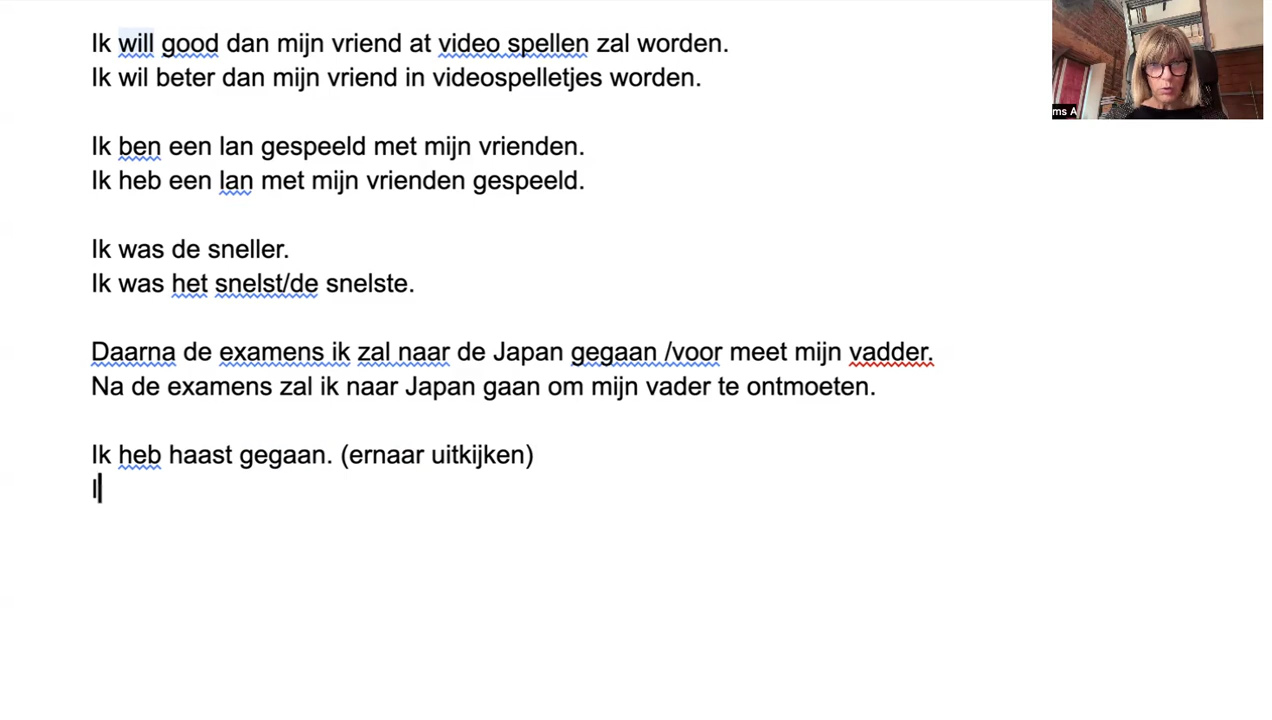 Ik will good dan mijn vriend at video spellen zal worden.
Ik wil beter dan mijn vriend in videospelletjes worden.
Ik ben een lan gespeeld met mijn vrienden.
Ik heb een lan met mijn vrienden gespeeld.
Ik was de sneller.
Ik was het snelst/de snelste.
Daarna de examens ik zal naar de Japan gegaan /voor meet mijn vadder.
Na de examens zal ik naar Japan gaan om mijn vader te ontmoeten.
Ik heb haast gegaan. (ernaar uitkijken)
I
ms A